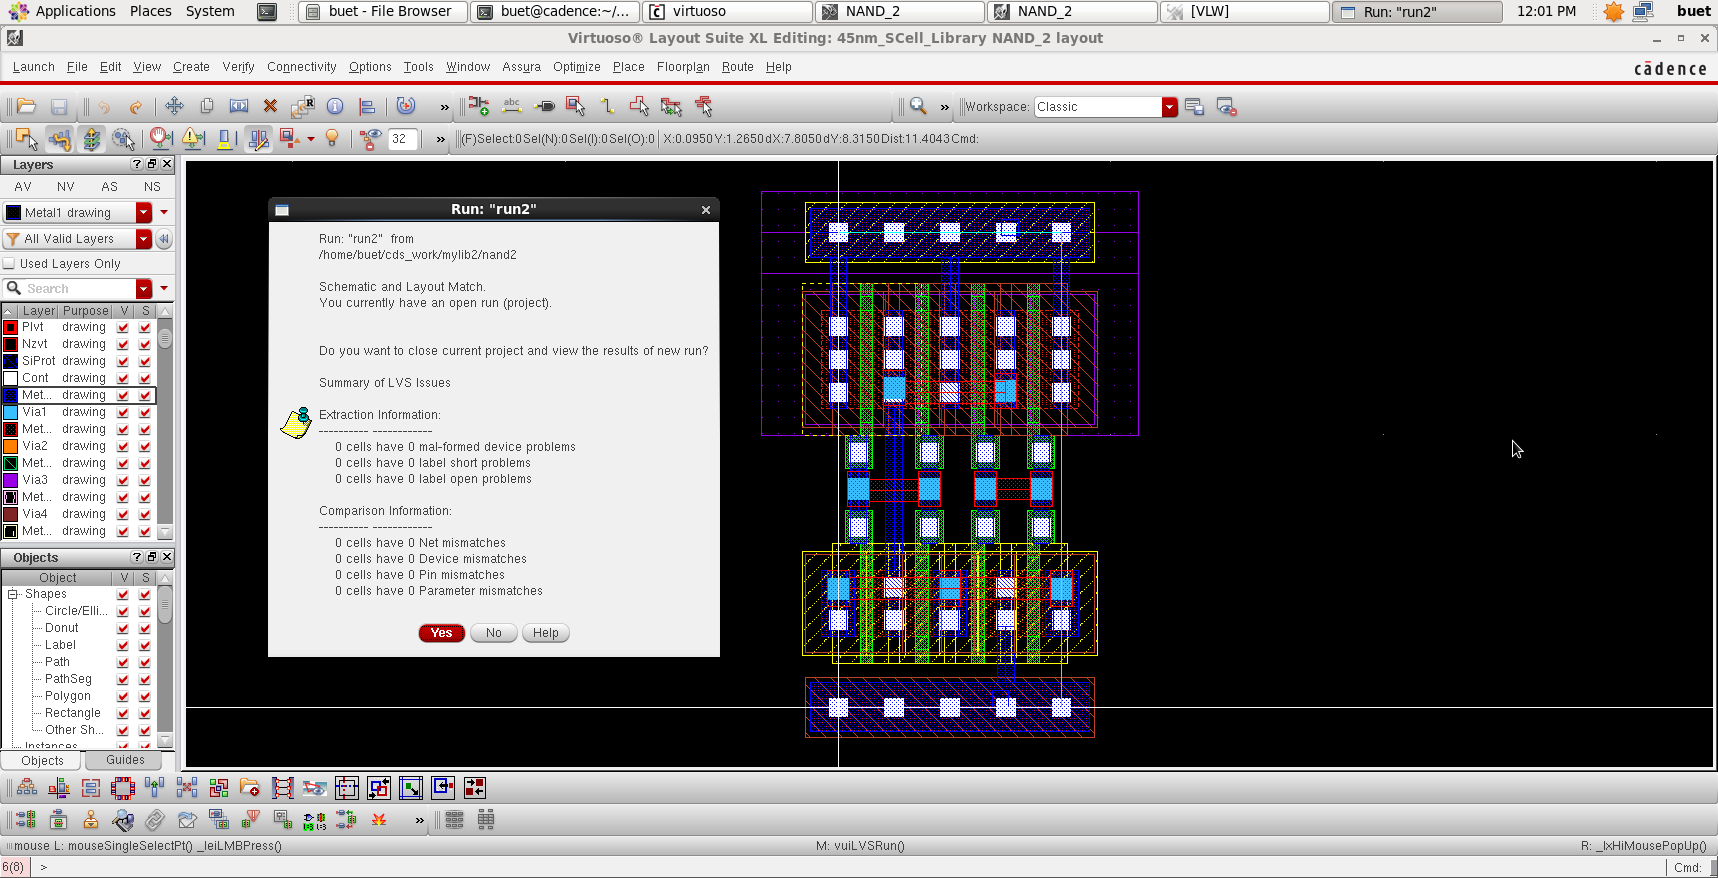 Applications Places System
buet - File Browser
buet@cadence:~/...
virtuoso
NAND_2
NAND_2
[VLW]
Run: "run2"
12:01 PM
buet
Virtuoso® Layout Suite XL Editing: 45nm_SCell_Library NAND_2 layout
Launch File Edit View Create Verify Connectivity Options Tools Window Assura Optimize Place Floorplan Route Help
cādence
» abc » Workspace: Classic
32 » (F)Select:0 Sel(N):0 Sel(I):0 Sel(O):0 X:0.0950 Y:1.2650 dX:7.8050 dY:8.3150 Dist:11.4043 Cmd:
Layers
AV NV AS NS
Metal1 drawing
All Valid Layers
Used Layers Only
Search
Layer Purpose V S
Plvt drawing
Nzvt drawing
SiProt drawing
Cont drawing
Met... drawing
Via1 drawing
Met... drawing
Via2 drawing
Met... drawing
Via3 drawing
Met... drawing
Via4 drawing
Met... drawing
Objects
Object V S
Shapes
Circle/Elli...
Donut
Label
Path
PathSeg
Polygon
Rectangle
Other Sh...
Instances
Objects Guides
Run: "run2"
Run: "run2" from
/home/buet/cds_work/mylib2/nand2
Schematic and Layout Match.
You currently have an open run (project).
Do you want to close current project and view the results of new run?
Summary of LVS Issues
Extraction Information:
---------- ------------
0 cells have 0 mal-formed device problems
0 cells have 0 label short problems
0 cells have 0 label open problems
Comparison Information:
---------- ------------
0 cells have 0 Net mismatches
0 cells have 0 Device mismatches
0 cells have 0 Pin mismatches
0 cells have 0 Parameter mismatches
Yes No Help
»
mouse L: mouseSingleSelectPt() _leiLMBPress()
M: vuiLVSRun()
R: _lxHiMousePopUp()
6(8) >
Cmd: